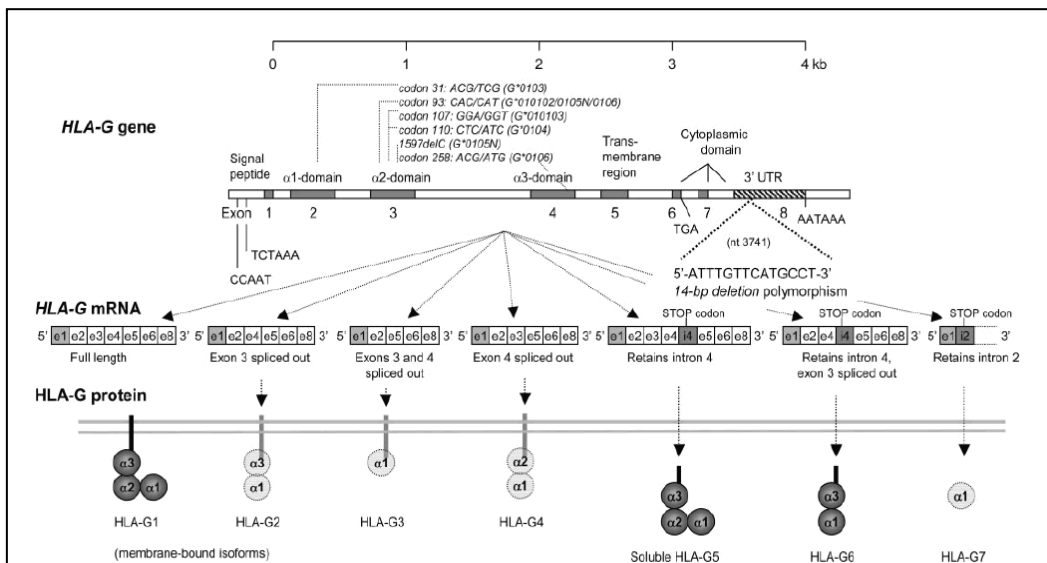 0 1 2 3 4 kb
codon 31: ACG/TCG (G*0103)
codon 93: CAC/CAT (G*010102/0105N/0106)
codon 107: GGA/GGT (G*010103)
codon 110: CTC/ATC (G*0104)
1597delC (G*0105N)
codon 258: ACG/ATG (G*0106)
HLA-G gene
Signal
peptide
α1-domain
α2-domain
α3-domain
Trans-
membrane
region
Cytoplasmic
domain
3' UTR
Exon 1 2 3 4 5 6 7 8
TGA
AATAAA
TCTAAA
CCAAT
(nt 3741)
5'-ATTTGTTCATGCCT-3'
14-bp deletion polymorphism
HLA-G mRNA
STOP codon STOP codon STOP codon
5' e1 e2 e3 e4 e5 e6 e8 3' 5' e1 e2 e4 e5 e6 e8 3' 5' e1 e2 e5 e6 e8 3' 5' e1 e2 e3 e5 e6 e8 3' 5' e1 e2 e3 e4 i4 e5 e6 e8 3' 5' e1 e2 e4 i4 e5 e6 e8 3' 5' e1 i2 3'
Full length
Exon 3 spliced out
Exons 3 and 4
spliced out
Exon 4 spliced out
Retains intron 4
Retains intron 4,
exon 3 spliced out
Retains intron 2
HLA-G protein
α3
α2 α1
HLA-G1
α3
α1
HLA-G2
α1
HLA-G3
α2
α1
HLA-G4
α3
α2 α1
Soluble HLA-G5
α3
α1
HLA-G6
α1
HLA-G7
(membrane-bound isoforms)